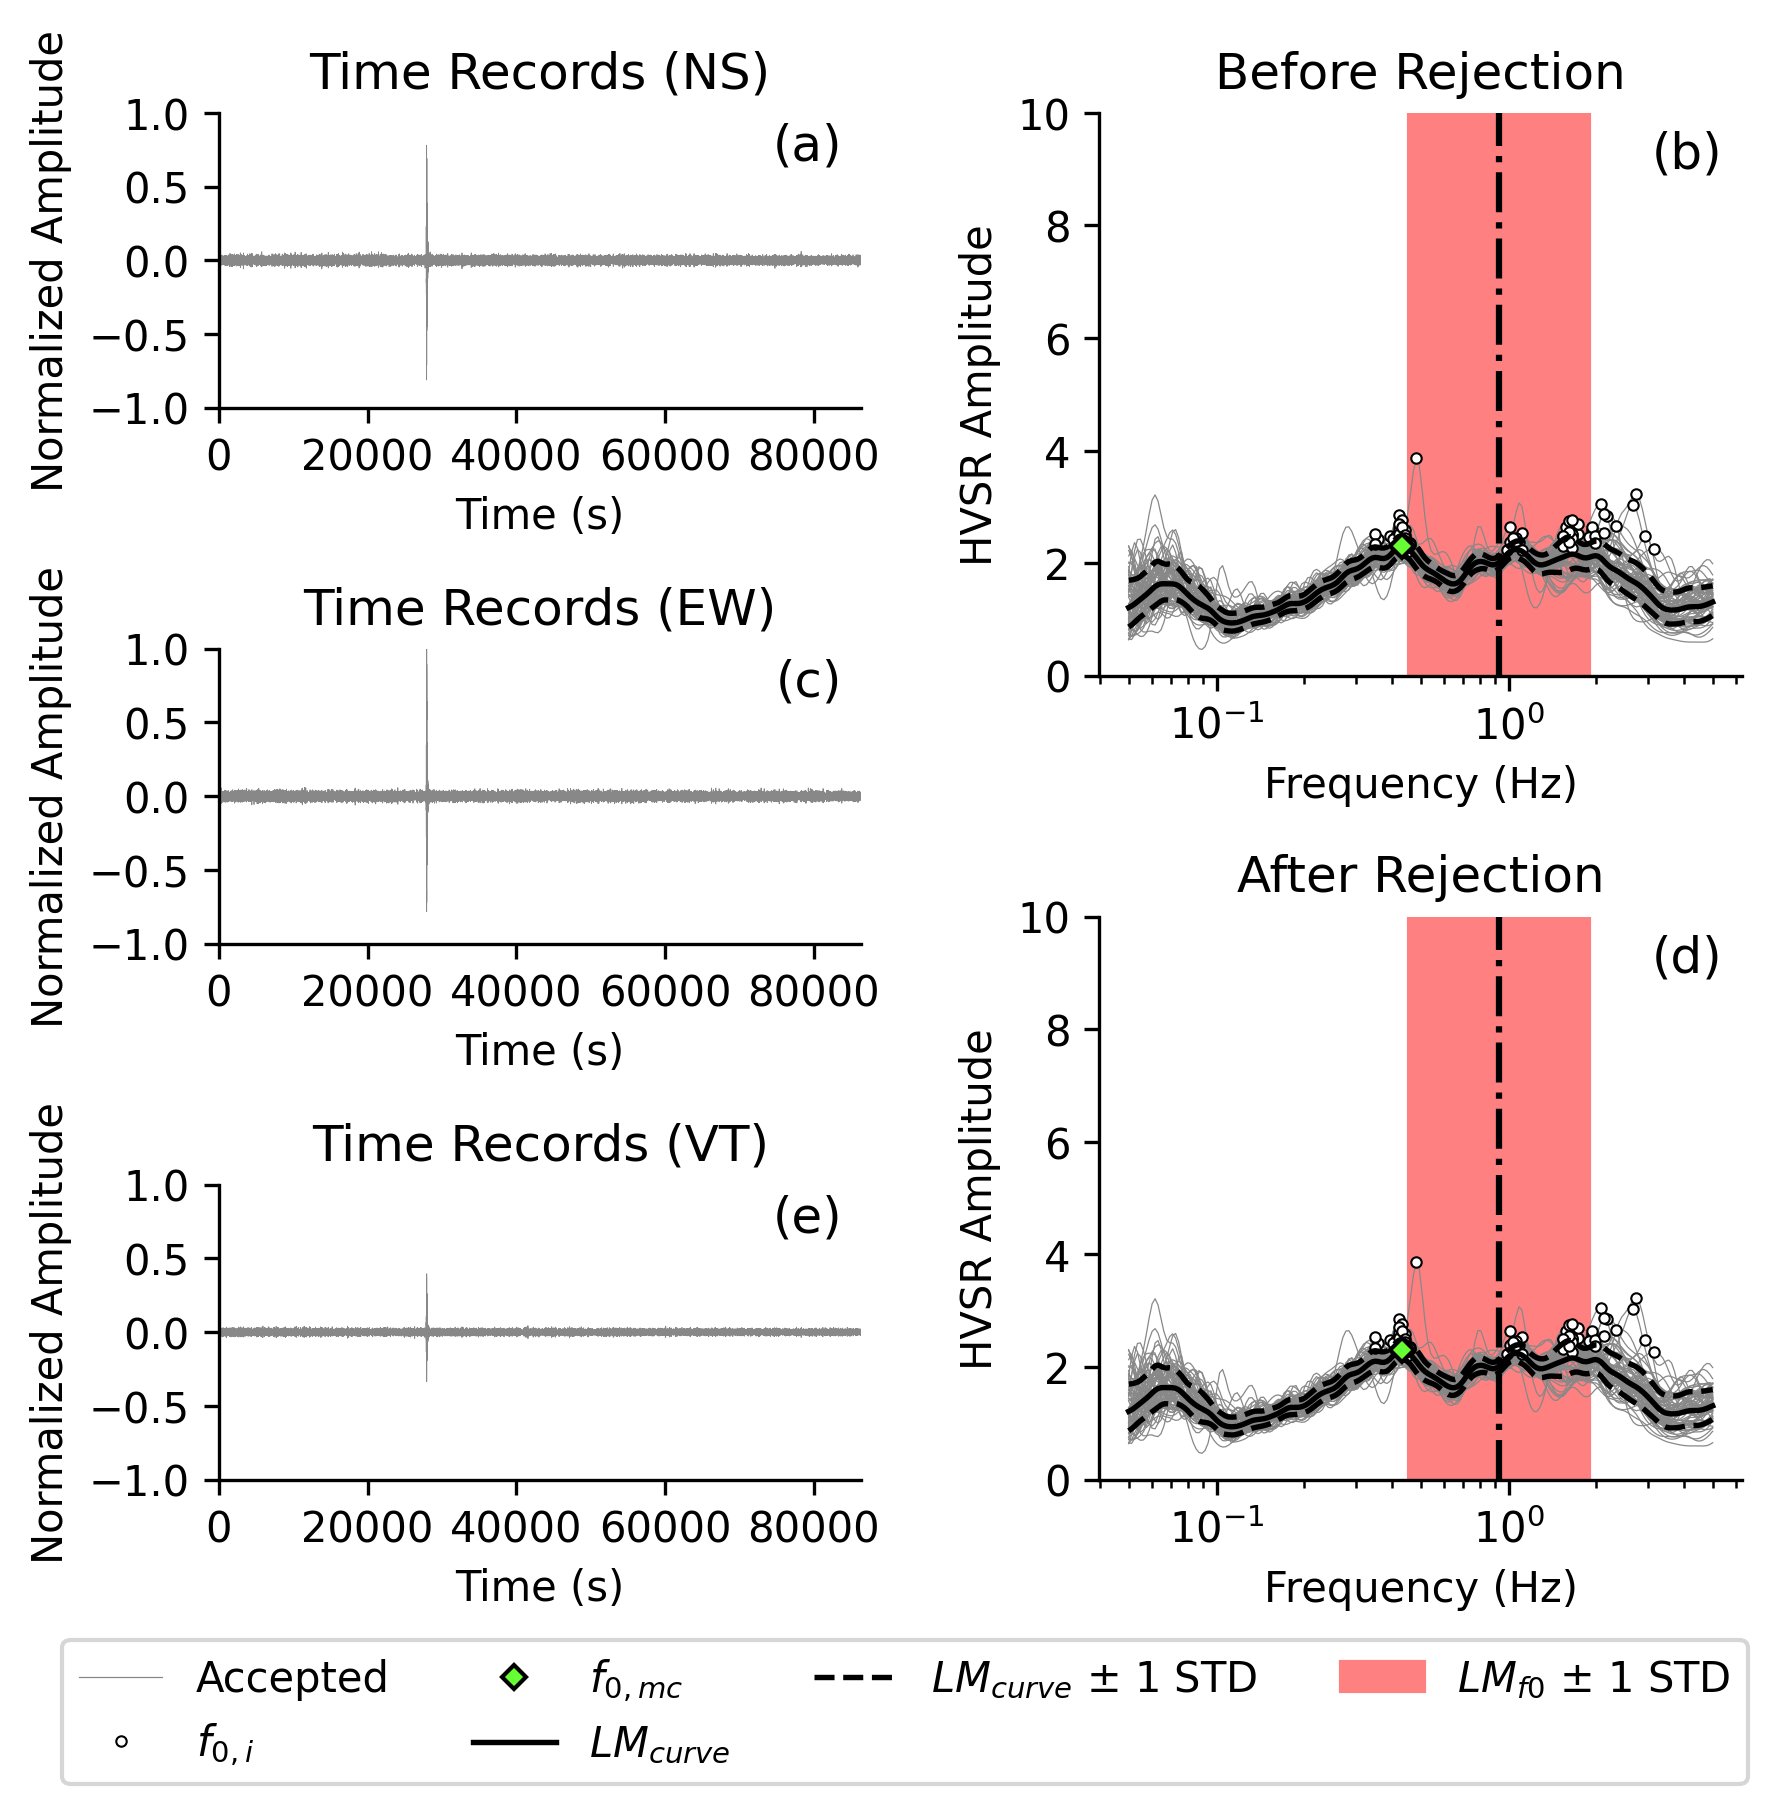 Time Records (NS)
Normalized Amplitude
1.0
0.5
0.0
−0.5
−1.0
(a)
0 20000 40000 60000 80000
Time (s)
Before Rejection
HVSR Amplitude
10
8
6
4
2
0
(b)
10⁻¹ 10⁰
Frequency (Hz)
Time Records (EW)
Normalized Amplitude
1.0
0.5
0.0
−0.5
−1.0
(c)
0 20000 40000 60000 80000
Time (s)
After Rejection
HVSR Amplitude
10
8
6
4
2
0
(d)
10⁻¹ 10⁰
Frequency (Hz)
Time Records (VT)
Normalized Amplitude
1.0
0.5
0.0
−0.5
−1.0
(e)
0 20000 40000 60000 80000
Time (s)
Accepted
f0,i
f0,mc
LMcurve
LMcurve ± 1 STD
LMf0 ± 1 STD